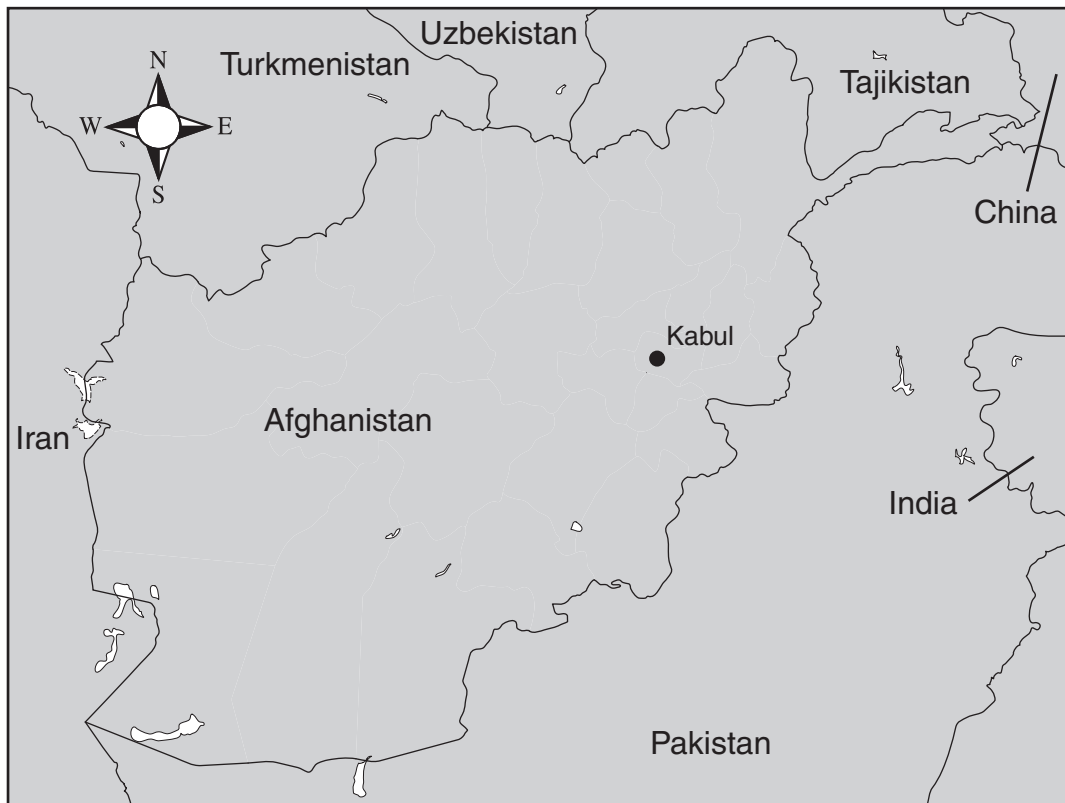 Uzbekistan
Turkmenistan
Tajikistan
N
W E
S
China
Kabul
Afghanistan
Iran
India
Pakistan